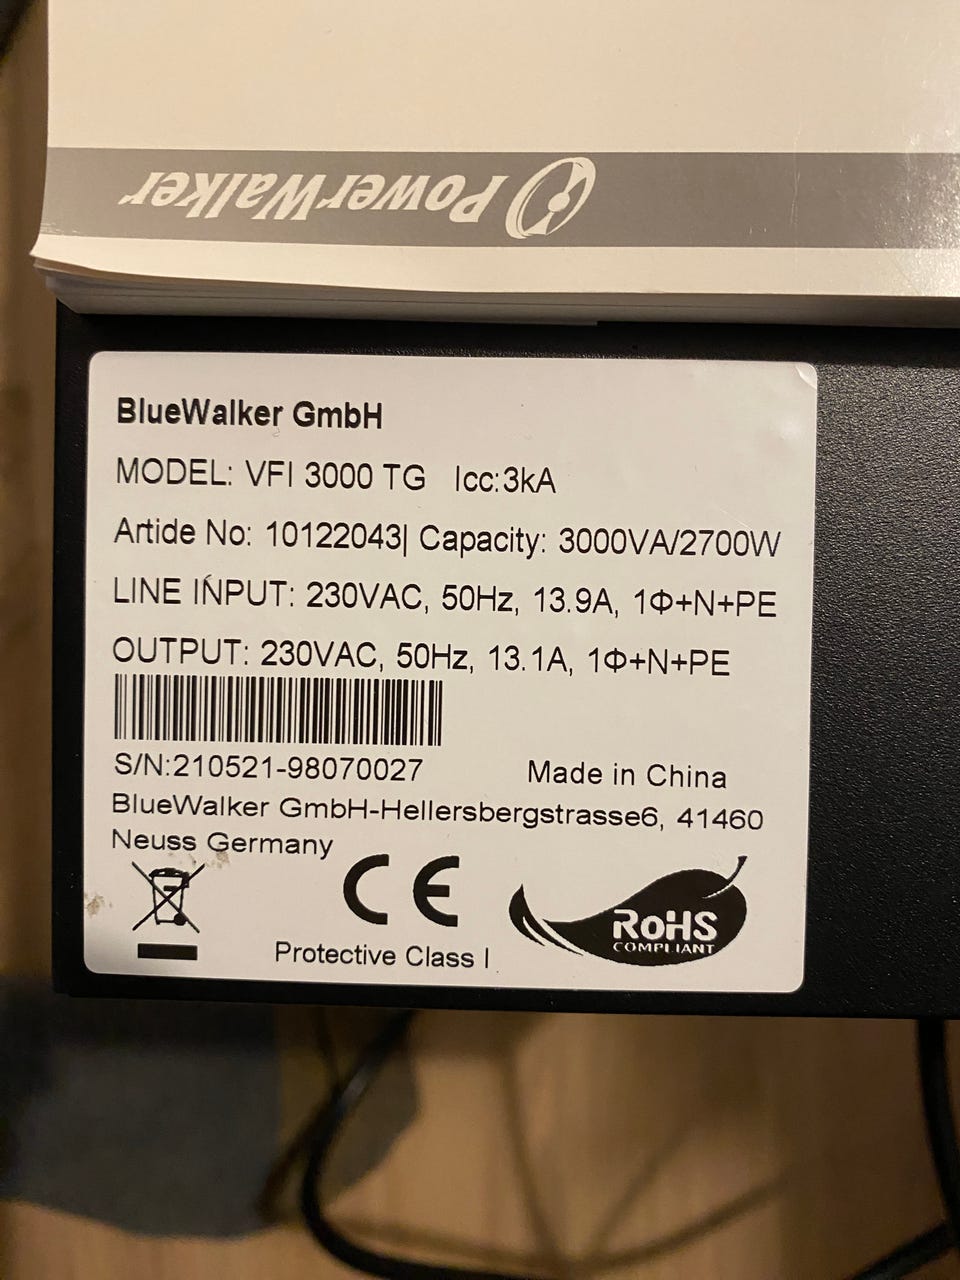 PowerWalker
BlueWalker GmbH
MODEL: VFI 3000 TG Icc:3kA
Artide No: 10122043| Capacity: 3000VA/2700W
LINE INPUT: 230VAC, 50Hz, 13.9A, 1Φ+N+PE
OUTPUT: 230VAC, 50Hz, 13.1A, 1Φ+N+PE
S/N:210521-98070027
Made in China
BlueWalker GmbH-Hellersbergstrasse6, 41460
Neuss Germany
CE
RoHS
COMPLIANT
Protective Class I